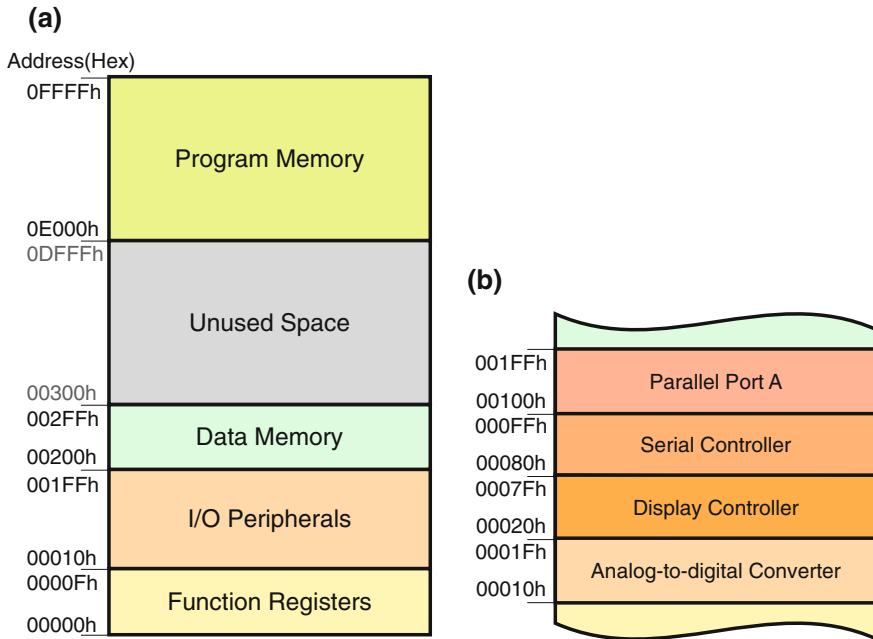 (a)
Address(Hex)
0FFFFh
Program Memory
0E000h
0DFFFh
Unused Space
00300h
002FFh
Data Memory
00200h
001FFh
I/O Peripherals
00010h
0000Fh
Function Registers
00000h
(b)
001FFh
Parallel Port A
00100h
000FFh
Serial Controller
00080h
0007Fh
Display Controller
00020h
0001Fh
Analog-to-digital Converter
00010h